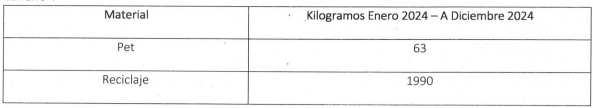 Material Kilogramos Enero 2024 – A Diciembre 2024
Pet 63
Reciclaje 1990